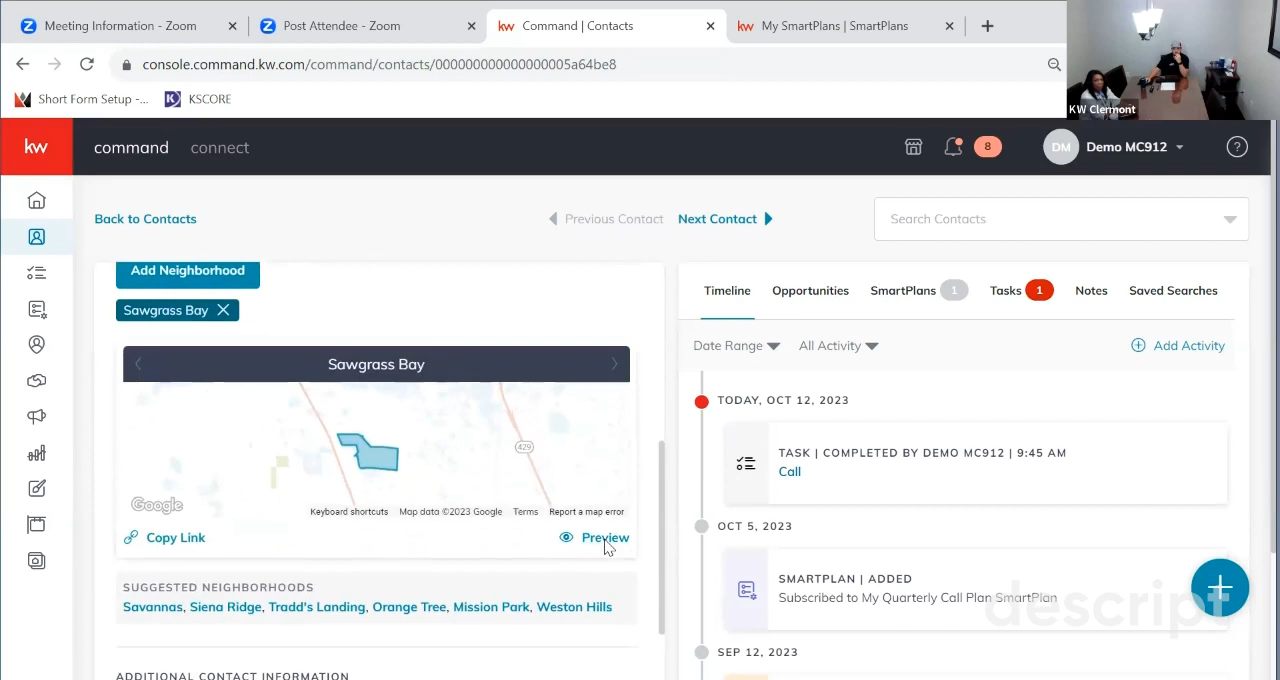 Meeting Information - Zoom
Post Attendee - Zoom
kw Command | Contacts
kw My SmartPlans | SmartPlans
console.command.kw.com/command/contacts/000000000000000005a64be8
Short Form Setup -...
KSCORE
KW Clermont
kw
command
connect
8
DM
Demo MC912
?
Back to Contacts
Previous Contact
Next Contact
Search Contacts
Add Neighborhood
Sawgrass Bay
Sawgrass Bay
429
Google
Keyboard shortcuts
Map data ©2023 Google
Terms
Report a map error
Copy Link
Preview
SUGGESTED NEIGHBORHOODS
Savannas, Siena Ridge, Tradd's Landing, Orange Tree, Mission Park, Weston Hills
ADDITIONAL CONTACT INFORMATION
Timeline
Opportunities
SmartPlans 1
Tasks 1
Notes
Saved Searches
Date Range
All Activity
Add Activity
TODAY, OCT 12, 2023
TASK | COMPLETED BY DEMO MC912 | 9:45 AM
Call
OCT 5, 2023
SMARTPLAN | ADDED
Subscribed to My Quarterly Call Plan SmartPlan
descript
SEP 12, 2023